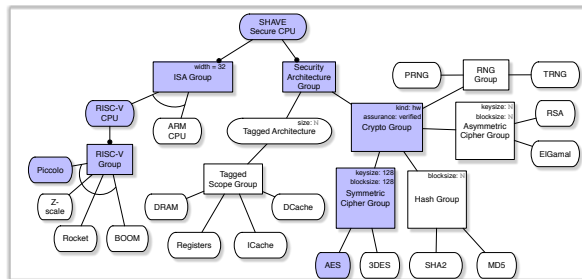 SHAVE
Secure CPU
width = 32
ISA Group
Security
Architecture
Group
RNG
Group
PRNG
TRNG
kind: hw
assurance: verified
Crypto Group
keysize: N
blocksize: N
Asymmetric
Cipher Group
RSA
ElGamal
RISC-V
CPU
ARM
CPU
size: N
Tagged Architecture
RISC-V
Group
Piccolo
Z-
scale
Rocket
BOOM
Tagged
Scope Group
DRAM
Registers
ICache
DCache
keysize: 128
blocksize: 128
Symmetric
Cipher Group
blocksize: N
Hash Group
AES
3DES
SHA2
MD5